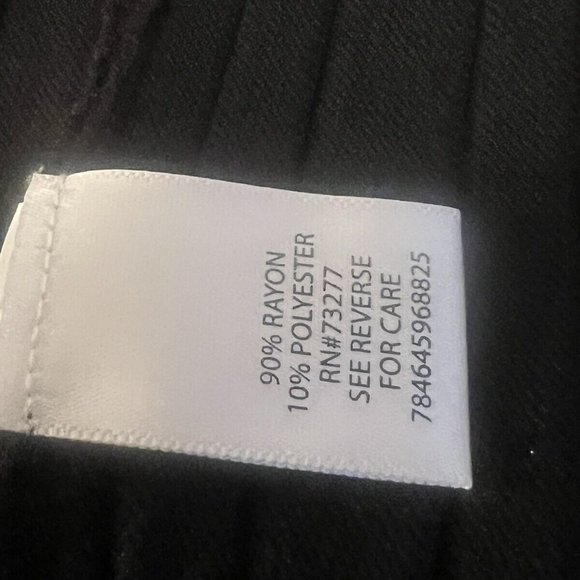 90% RAYON
10% POLYESTER
RN#73277
SEE REVERSE
FOR CARE
784645968825